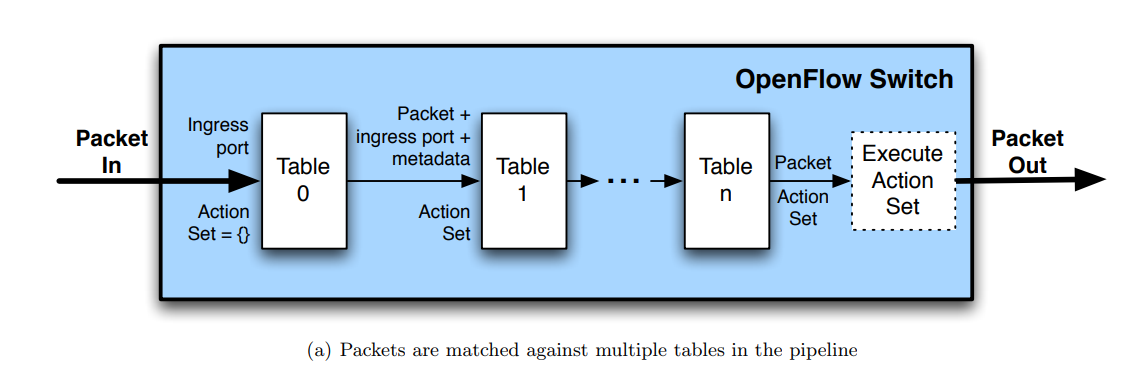 OpenFlow Switch
Packet
In
Ingress
port
Action
Set = {}
Table
0
Packet +
ingress port +
metadata
Action
Set
Table
1
...
Table
n
Packet
Action
Set
Execute
Action
Set
Packet
Out
(a) Packets are matched against multiple tables in the pipeline